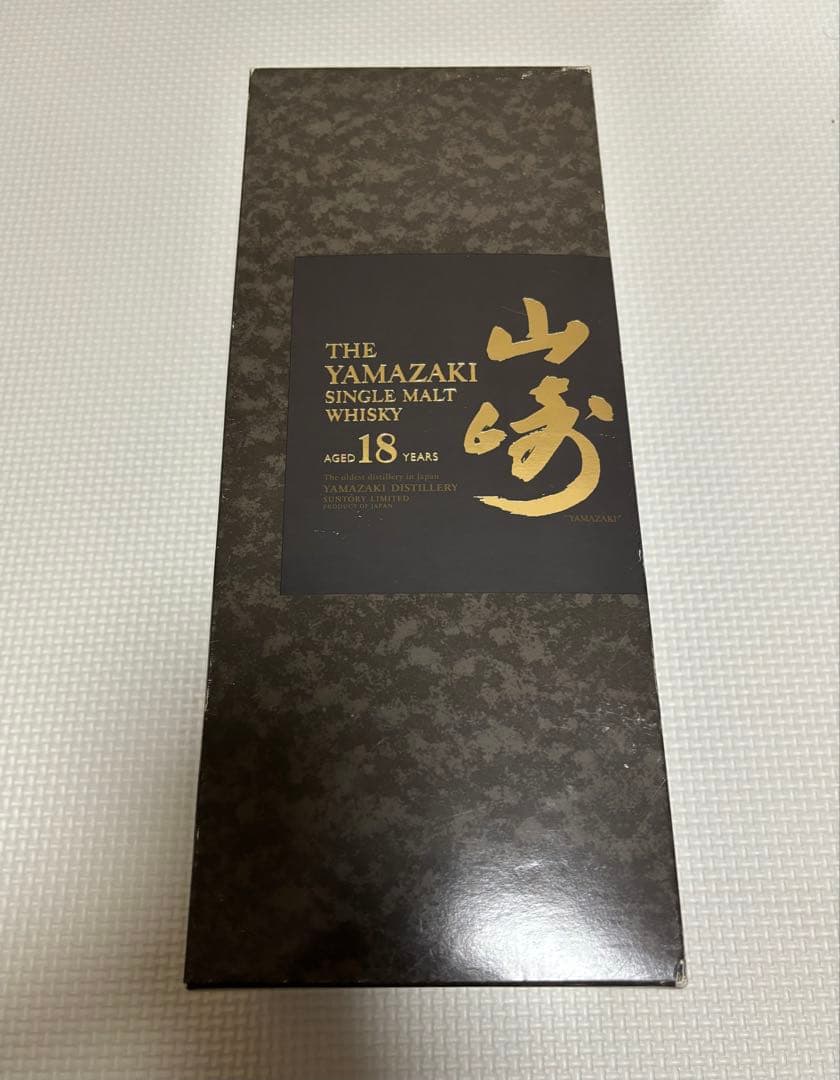 THE
YAMAZAKI
SINGLE MALT
WHISKY
AGED 18 YEARS
The oldest distillery in Japan
YAMAZAKI DISTILLERY
SUNTORY LIMITED
PRODUCT OF JAPAN
山崎
"YAMAZAKI"